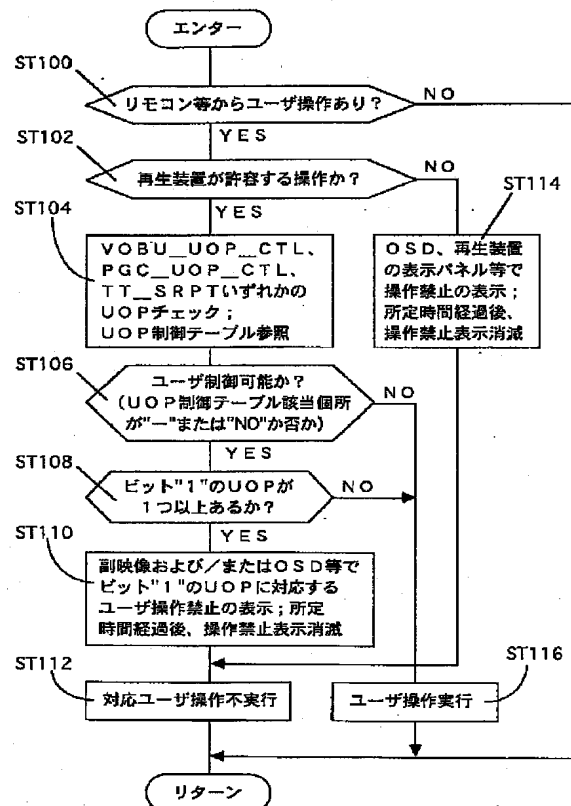 エンター
ST100
リモコン等からユーザ操作あり？
NO
YES
ST102
再生装置が許容する操作か？
NO
YES
ST104
VOBU_UOP_CTL、
PGC_UOP_CTL、
TT_SRPTいずれかの
UOPチェック；
UOP制御テーブル参照
ST114
OSD、再生装置
の表示パネル等で
操作禁止の表示；
所定時間経過後、
操作禁止表示消滅
ST106
ユーザ制御可能か？
（UOP制御テーブル該当個所
が"ー"または"NO"か否か）
NO
YES
ST108
ビット"1"のUOPが
1つ以上あるか？
NO
YES
ST110
副映像および／またはOSD等で
ビット"1"のUOPに対応する
ユーザ操作禁止の表示；所定
時間経過後、操作禁止表示消滅
ST112
対応ユーザ操作不実行
ST116
ユーザ操作実行
リターン